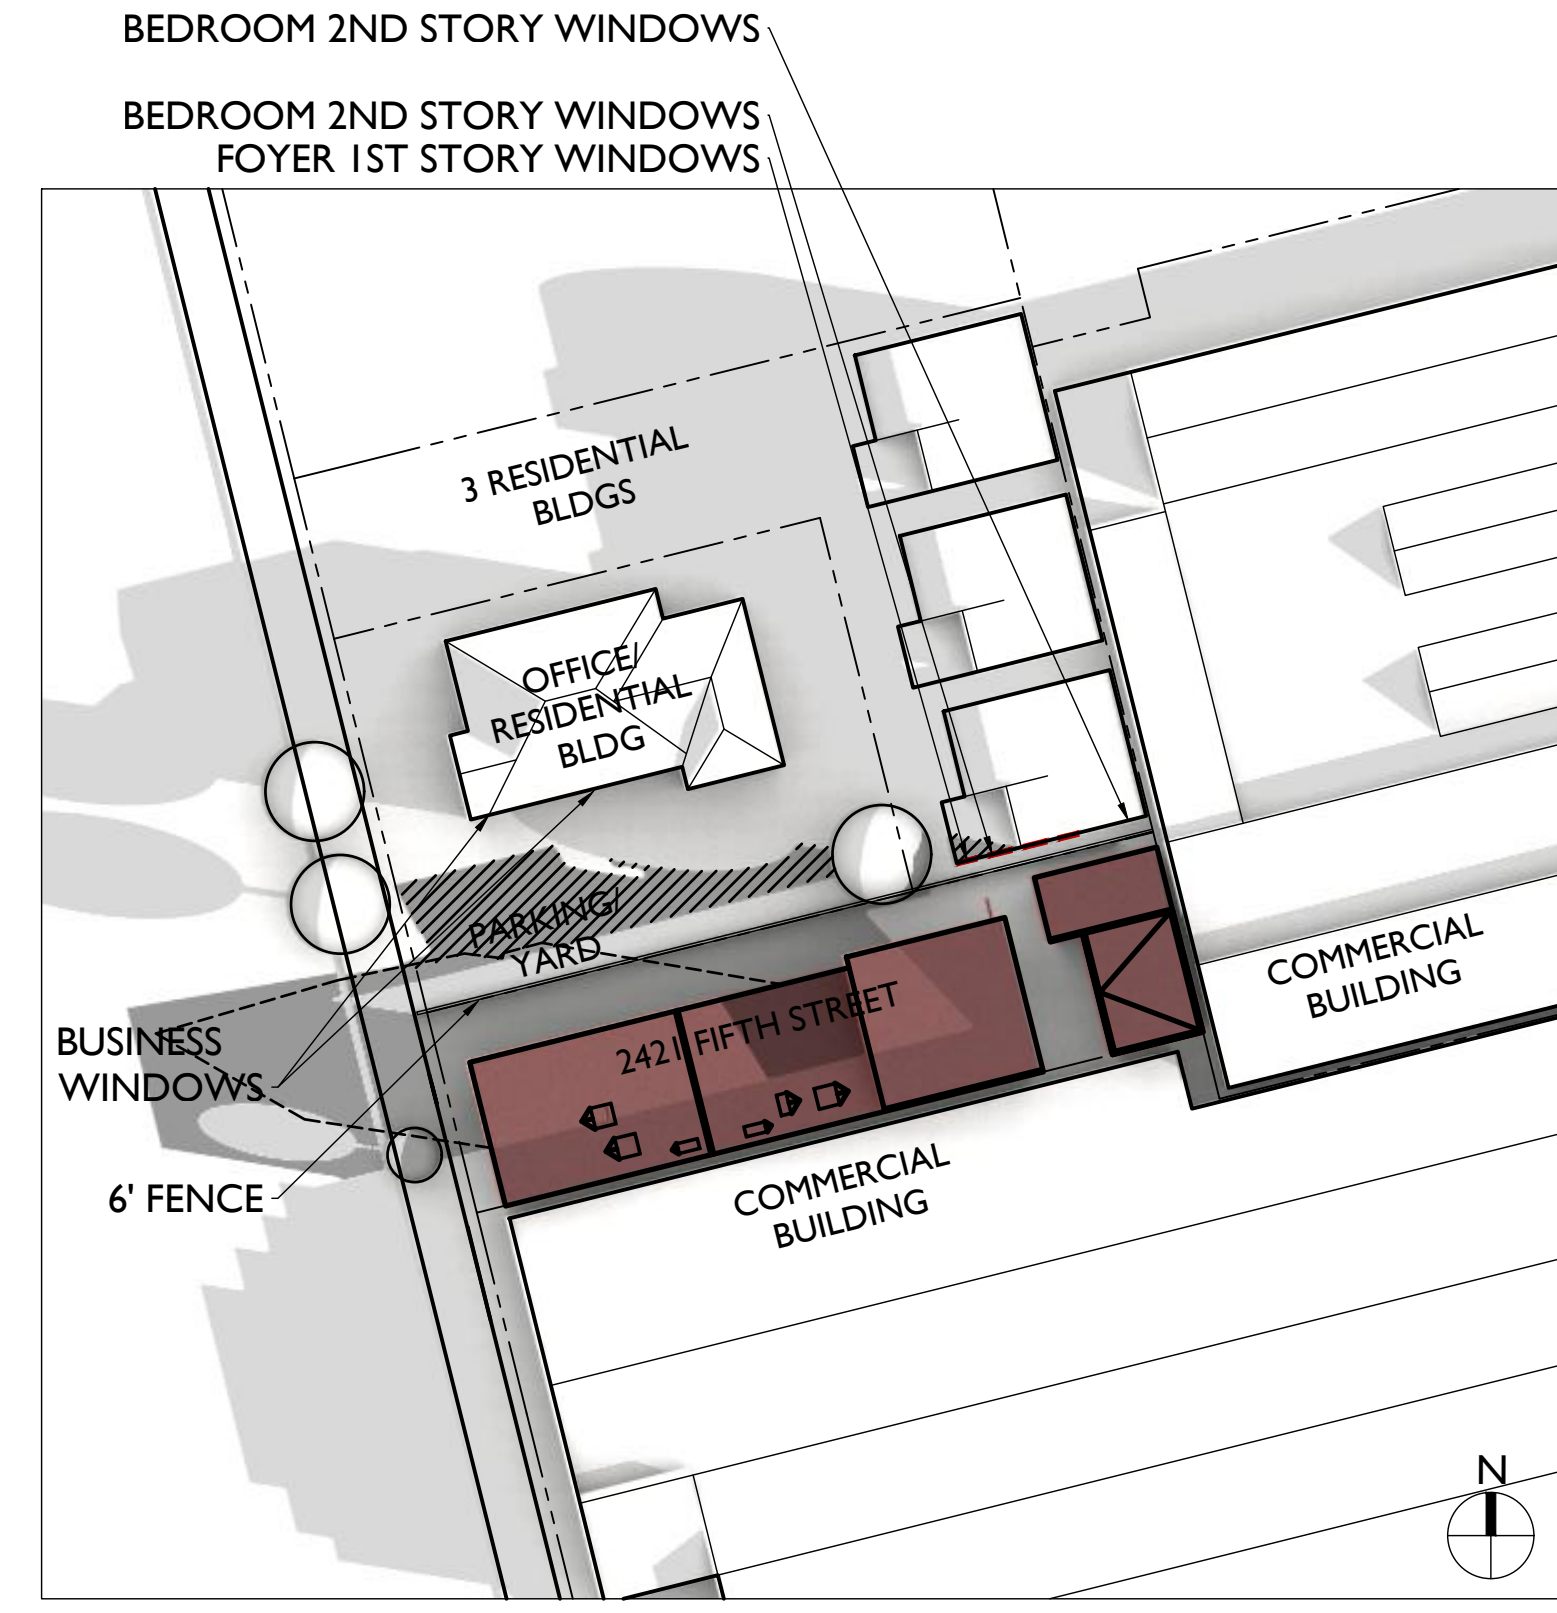 BEDROOM 2ND STORY WINDOWS
BEDROOM 2ND STORY WINDOWS
FOYER 1ST STORY WINDOWS
3 RESIDENTIAL
BLDGS
OFFICE/
RESIDENTIAL
BLDG
PARKING/
YARD
2421 FIFTH STREET
BUSINESS
WINDOWS
6' FENCE
COMMERCIAL
BUILDING
COMMERCIAL
BUILDING
N